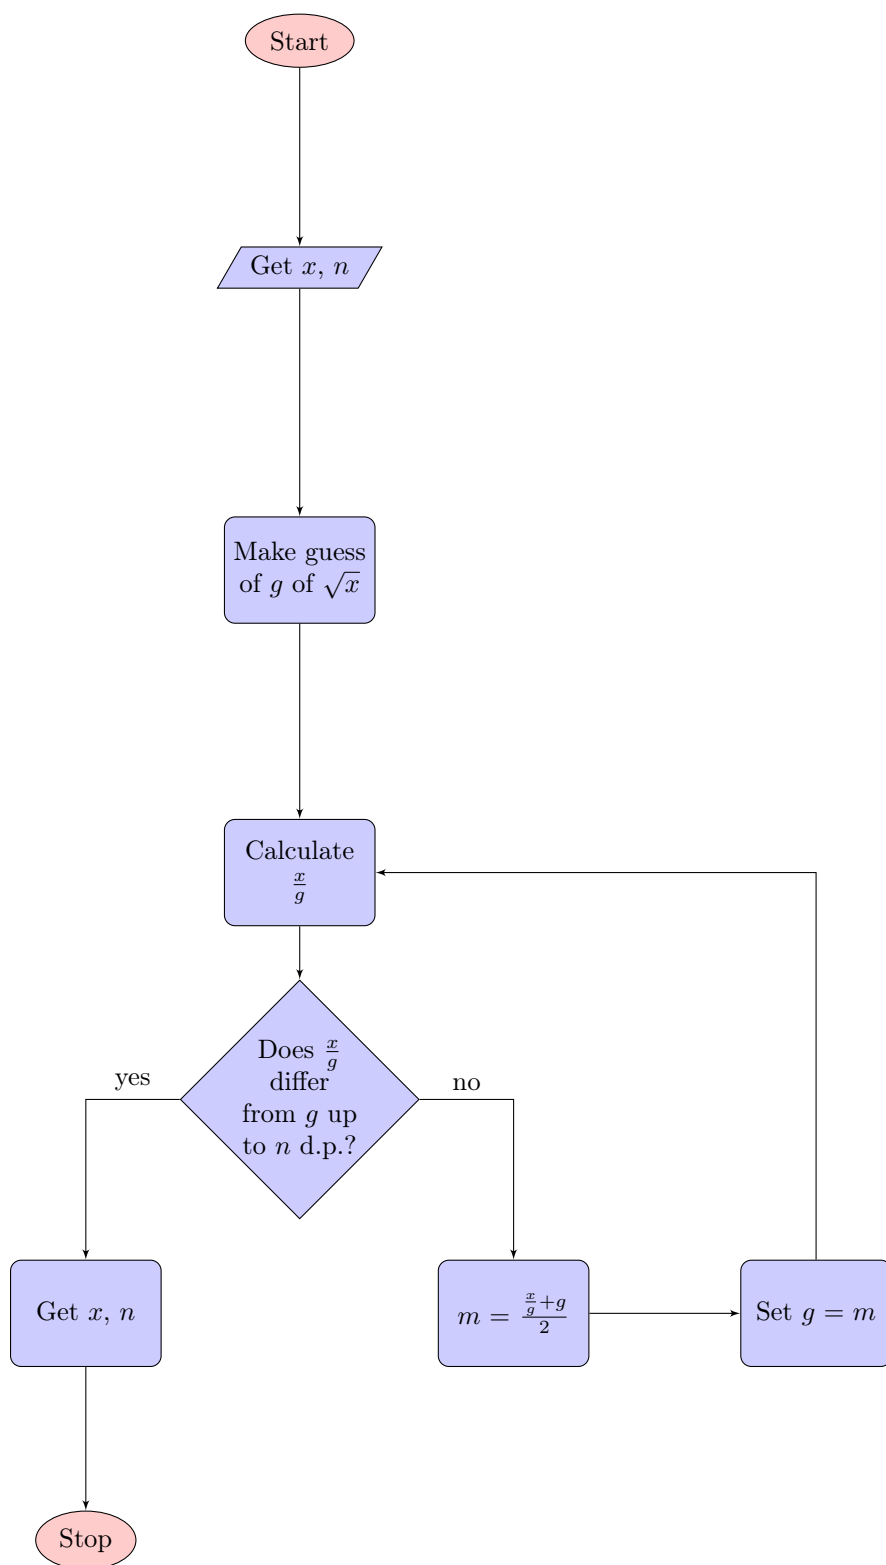 Start
Get x, n
Make guess
of g of √x
Calculate
x/g
Does x/g
differ
from g up
to n d.p.?
yes
no
Get x, n
m = (x/g + g)/2
Set g = m
Stop